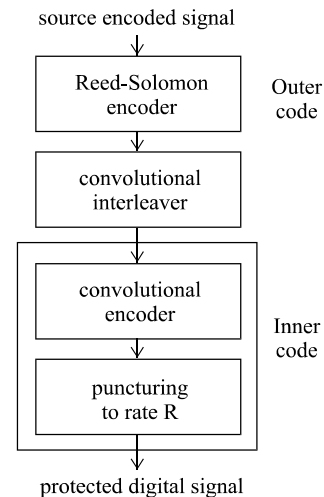 source encoded signal
Reed-Solomon
encoder
Outer
code
convolutional
interleaver
convolutional
encoder
puncturing
to rate R
Inner
code
protected digital signal